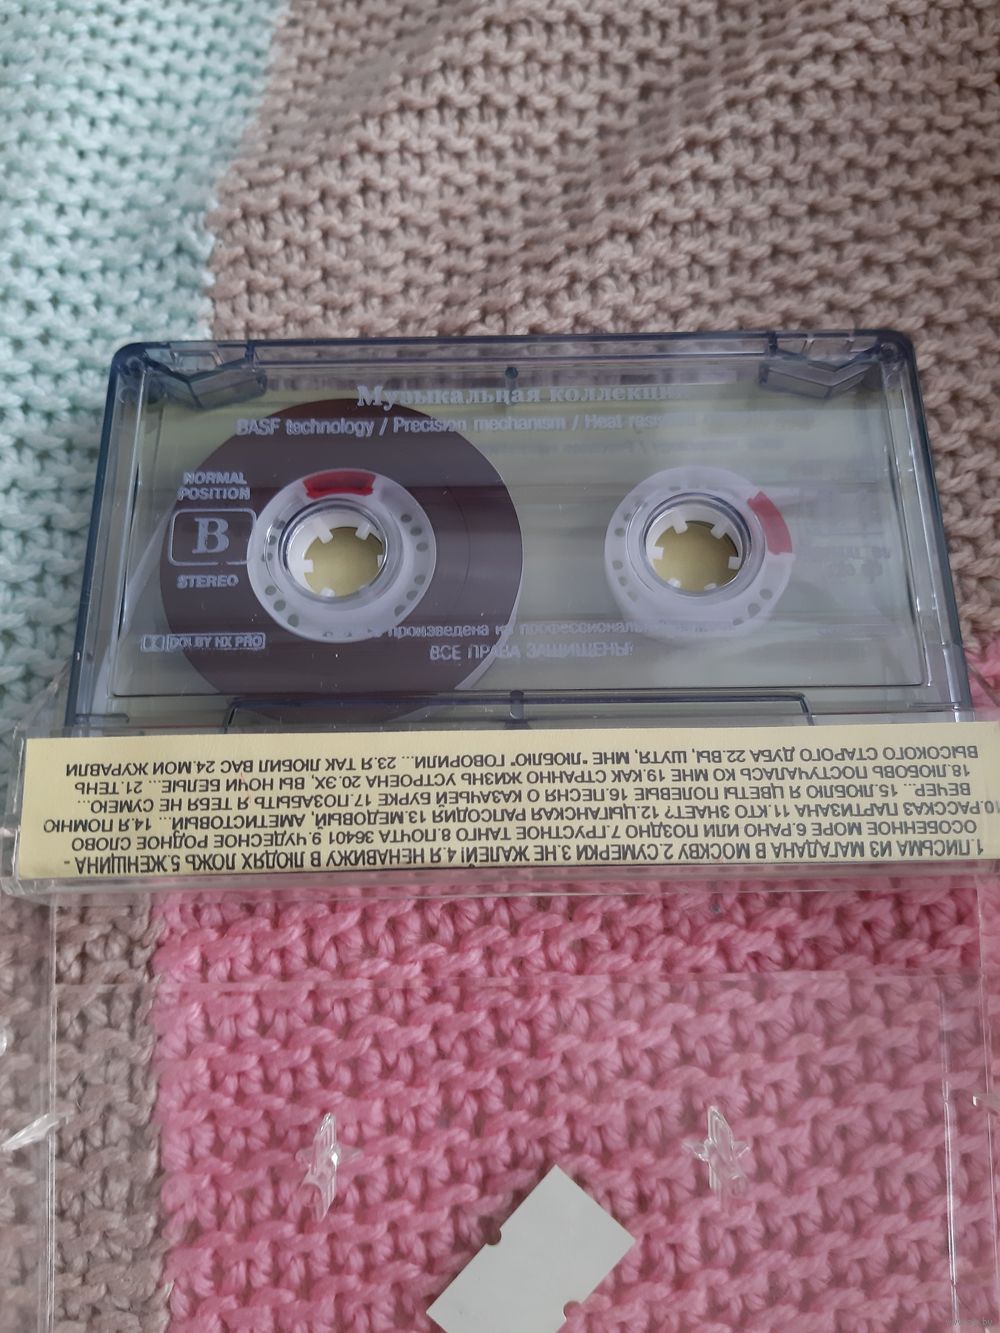 Музыкальная коллекция
BASF technology / Precision mechanism / Heat
NORMAL
POSITION
B
STEREO
DOLBY HX PRO
произведена
ВСЕ ПРАВА ЗАЩИЩЕНЫ
1.ПИСЬМА ИЗ МАГАДАНА В МОСКВУ 2.СУМЕРКИ 3.НЕ ЖАЛЕЙ! 4.Я НЕНАВИЖУ В ЛЮДЯХ ЛОЖЬ 5.ЖЕНЩИНА -
ОСОБЕННОЕ МОРЕ 6.РАНО ИЛИ ПОЗДНО 7.ГРУСТНОЕ ТАНГО 8.ПОЧТА 36401 9.ЧУДЕСНОЕ РОДНОЕ СЛОВО
10.РАССКАЗ ПАРТИЗАНА 11.КТО ЗНАЕТ? 12.ЦЫГАНСКАЯ РАПСОДИЯ 13.МЕДОВЫЙ, АМЕТИСТОВЫЙ... 14.Я ПОМНЮ
ВЕЧЕР... 15.ЛЮБЛЮ Я ЦВЕТЫ ПОЛЕВЫЕ 16.ПЕСНЯ О КАЗАЧЬЕЙ БУРКЕ 17.ПОЗАБЫТЬ Я ТЕБЯ НЕ СУМЕЮ...
18.ЛЮБОВЬ ПОСТУЧАЛАСЬ КО МНЕ 19.КАК СТРАННО ЖИЗНЬ УСТРОЕНА 20.ЭХ, ВЫ НОЧИ БЕЛЫЕ... 21.ТЕНЬ
ВЫСОКОГО СТАРОГО ДУБА 22.ВЫ, ШУТЯ, МНЕ "ЛЮБЛЮ" ГОВОРИЛИ... 23.Я ТАК ЛЮБИЛ ВАС 24.МОИ ЖУРАВЛИ